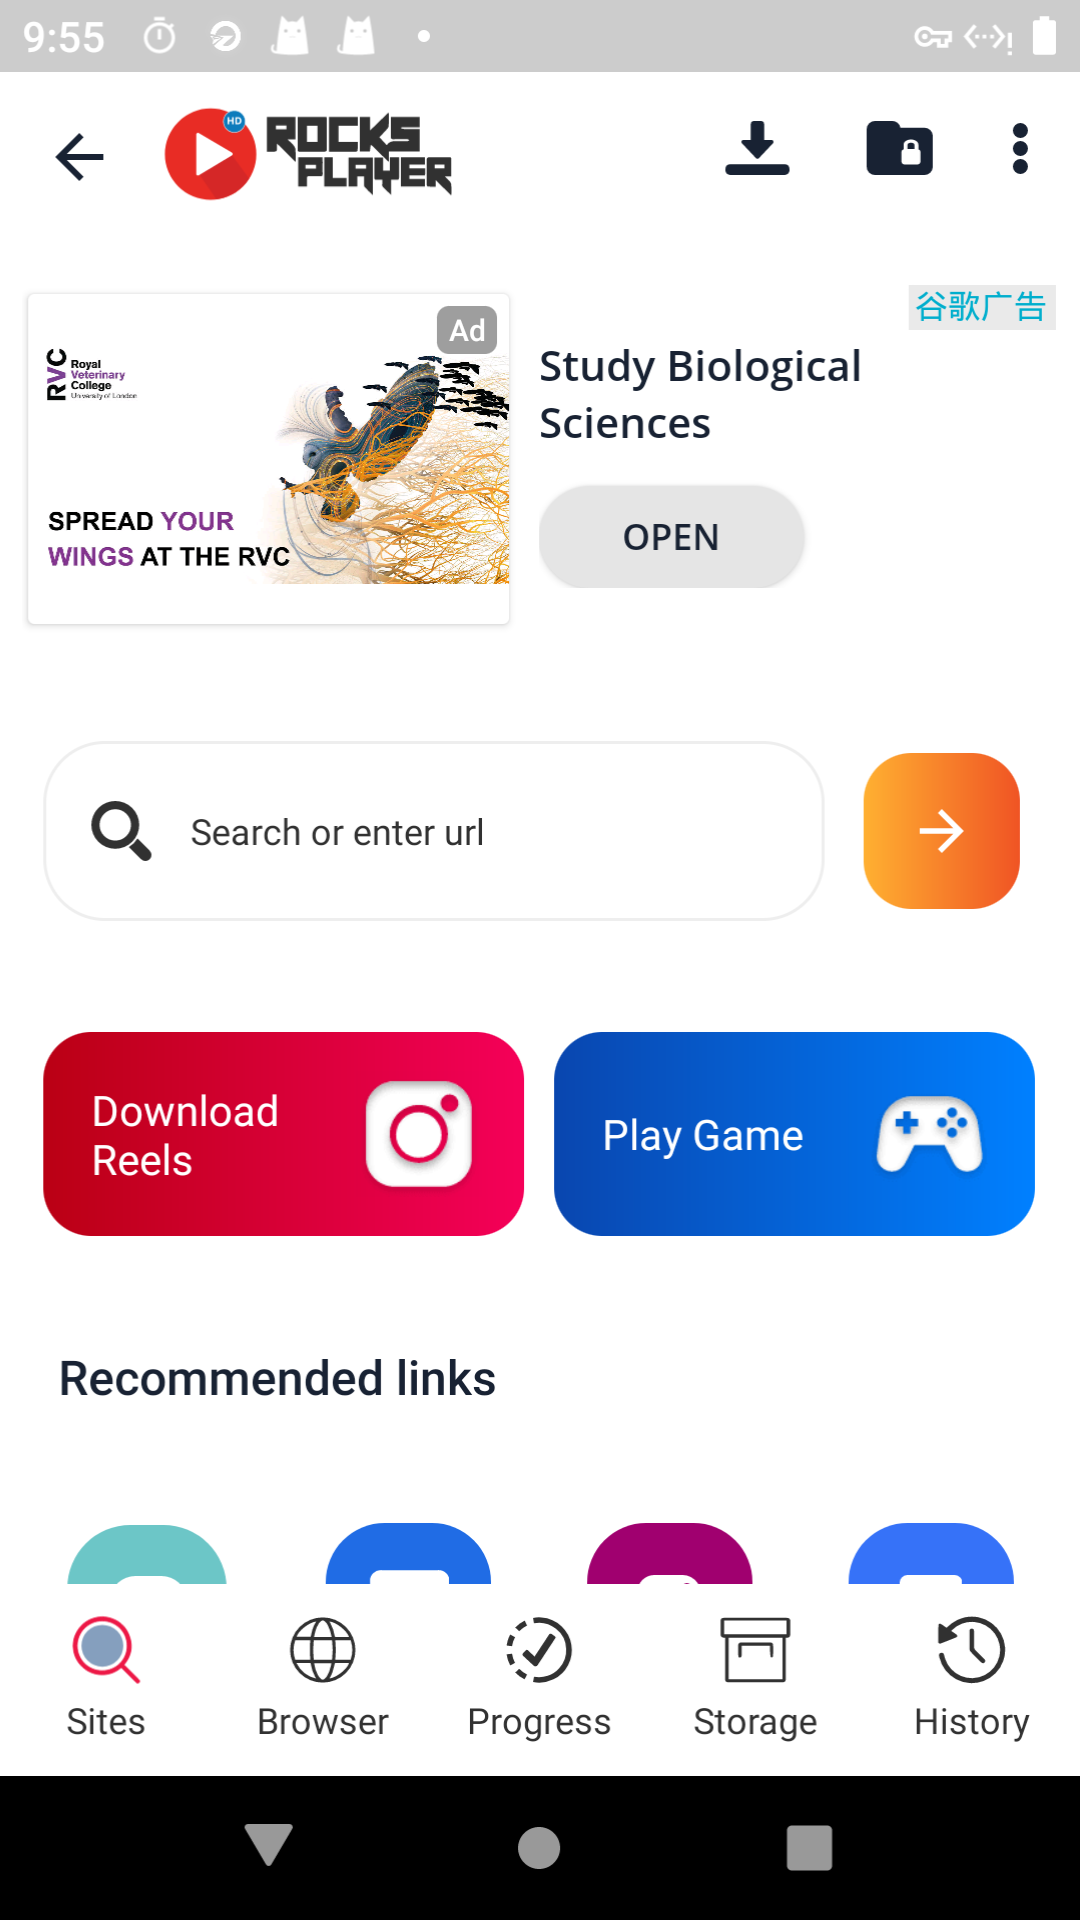 9:55
HD
ROCKS
PLAYER
谷歌广告
Ad
RVC
Royal
Veterinary
College
University of London
SPREAD YOUR
WINGS AT THE RVC
Study Biological
Sciences
OPEN
Search or enter url
Download
Reels
Play Game
Recommended links
Sites
Browser
Progress
Storage
History